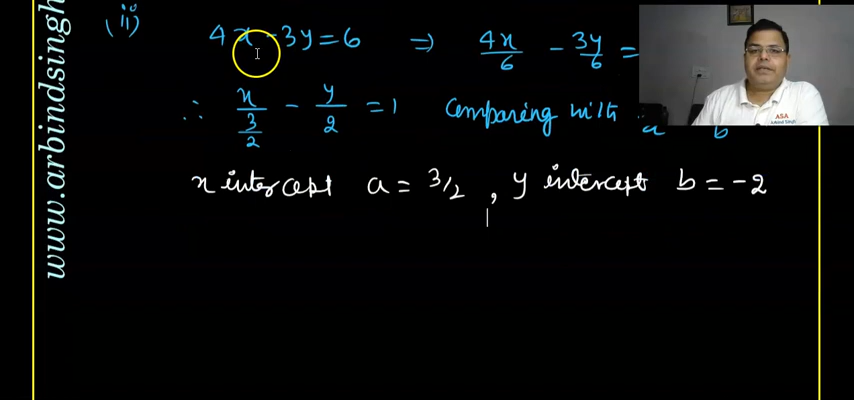 (ii) 4x - 3y = 6 ⇒ 4x/6 - 3y/6 =
∴ x/(3/2) - y/2 = 1 Comparing with a b
x intercept a = 3/2 , y intercept b = -2
www.arbindsingh
ASA